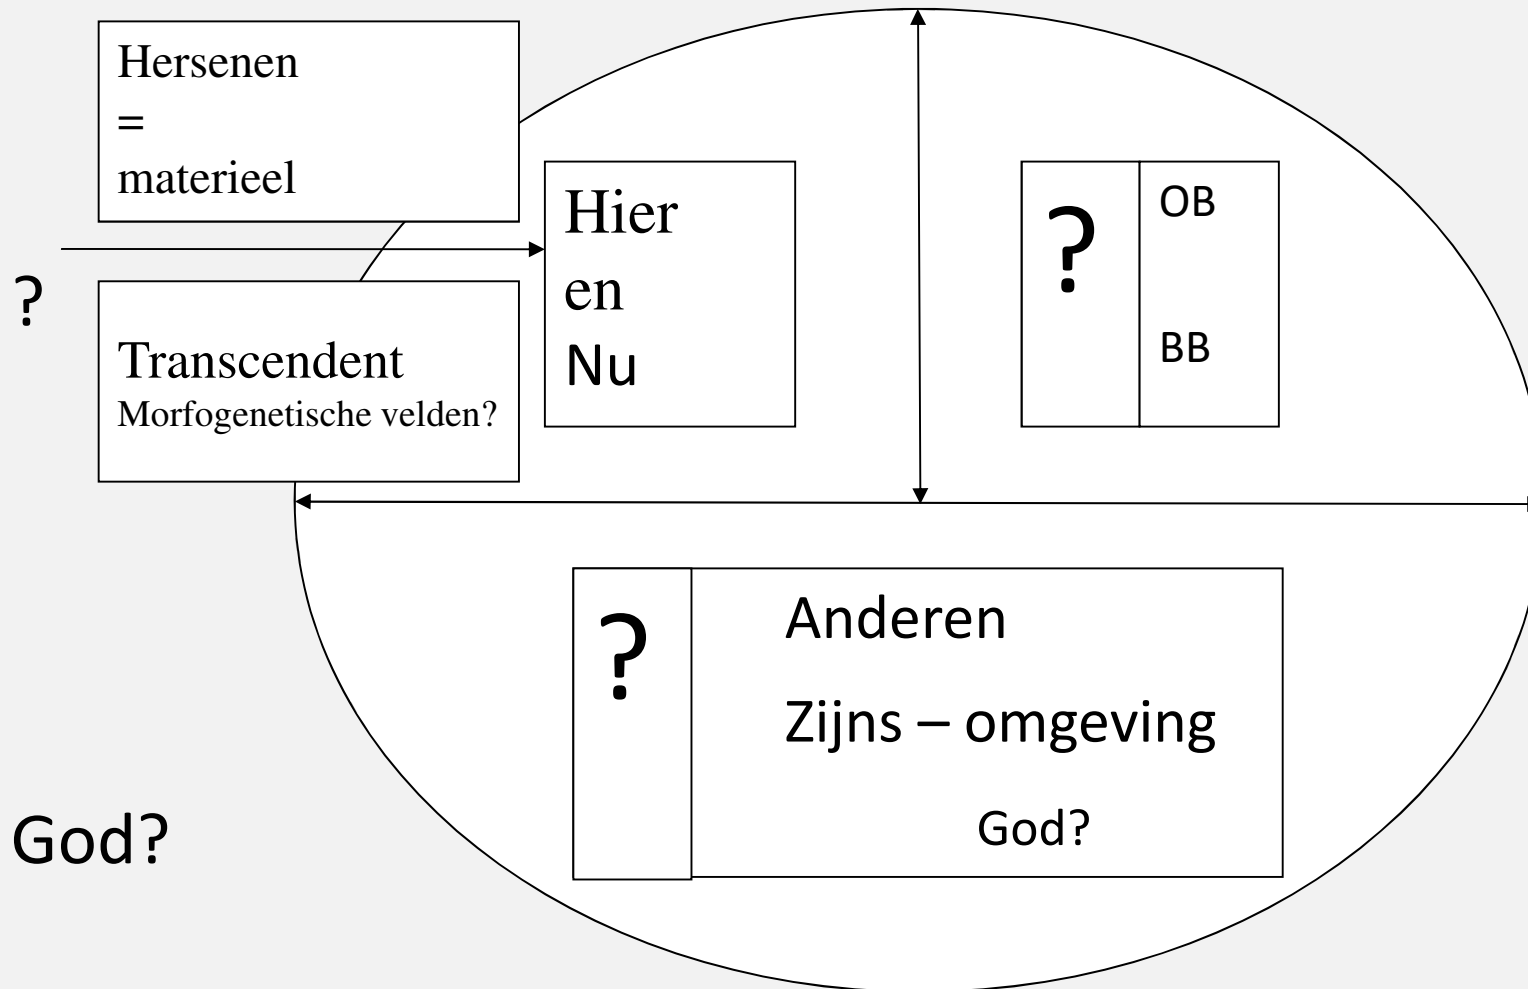 Hersenen
=
materieel
?
Transcendent
Morfogenetische velden?
Hier
en
Nu
?
OB
BB
?
Anderen
Zijns – omgeving
God?
God?